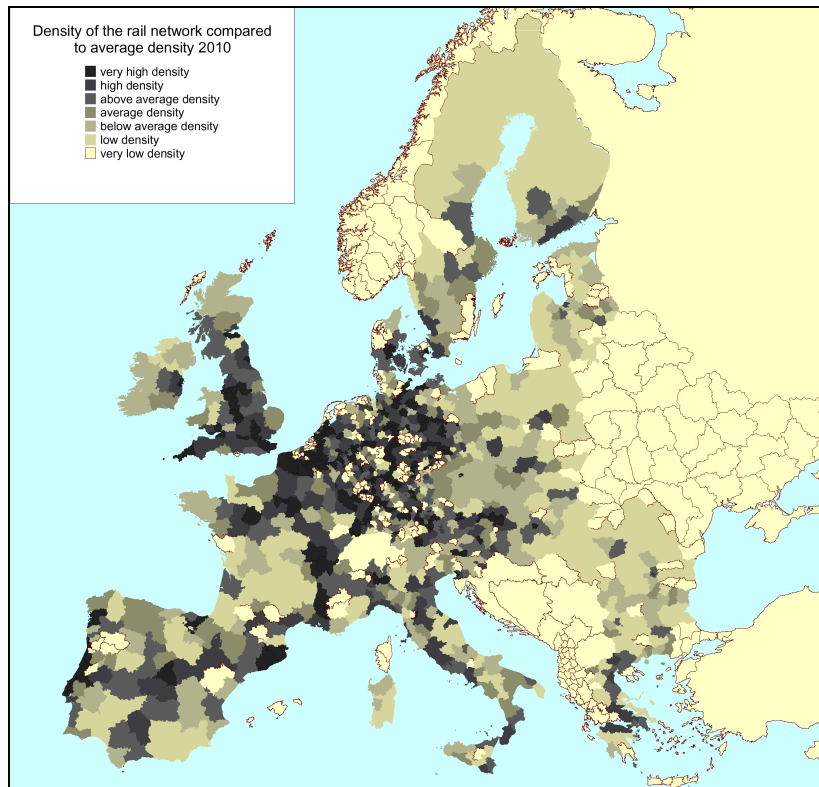 Density of the rail network compared
to average density 2010
very high density
high density
above average density
average density
below average density
low density
very low density